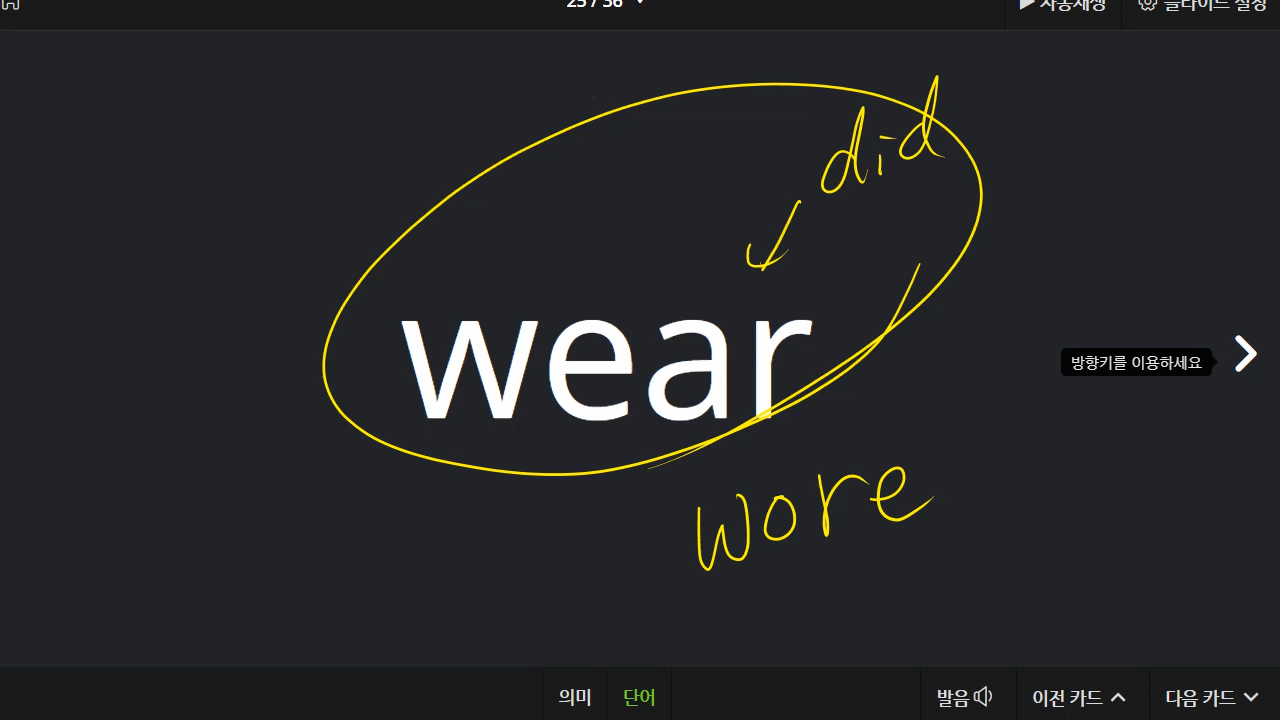 25 / 36
▶ 자동재생
슬라이드 설정
did
wear
방향키를 이용하세요
wore
의미
단어
발음
이전 카드
다음 카드